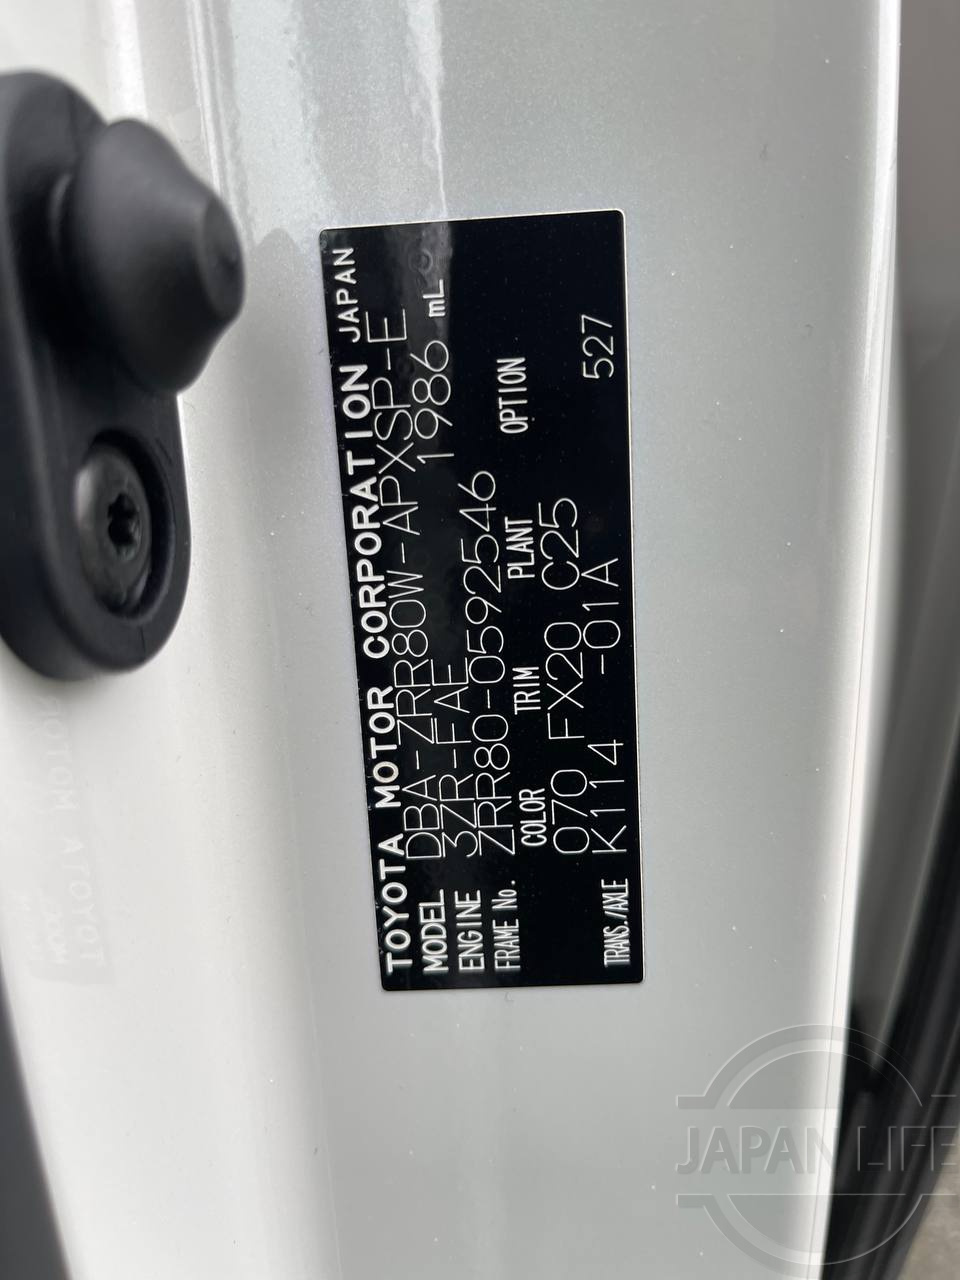 TOYOTA MOTOR CORPORATION JAPAN
MODEL DBA-ZRR80W-APXSP-E
ENGINE 3ZR-FAE 1986 mL
FRAME No. ZRR80-0592546
COLOR TRIM PLANT OPTION
070 FX20 C25
TRANS./AXLE K114 -01A 527
JAPAN LIFE